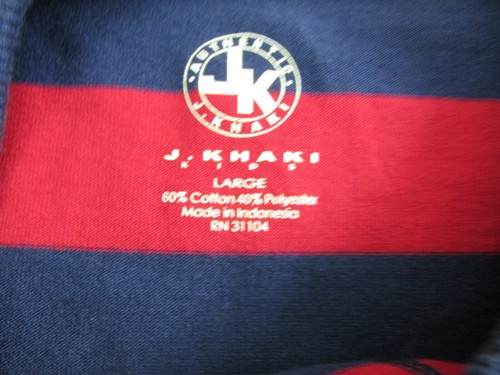 AUTHENTIC
JK
J.KHAKI
J.KHAKI
KIDS
LARGE
60% Cotton 40% Polyester
Made in Indonesia
RN 31104